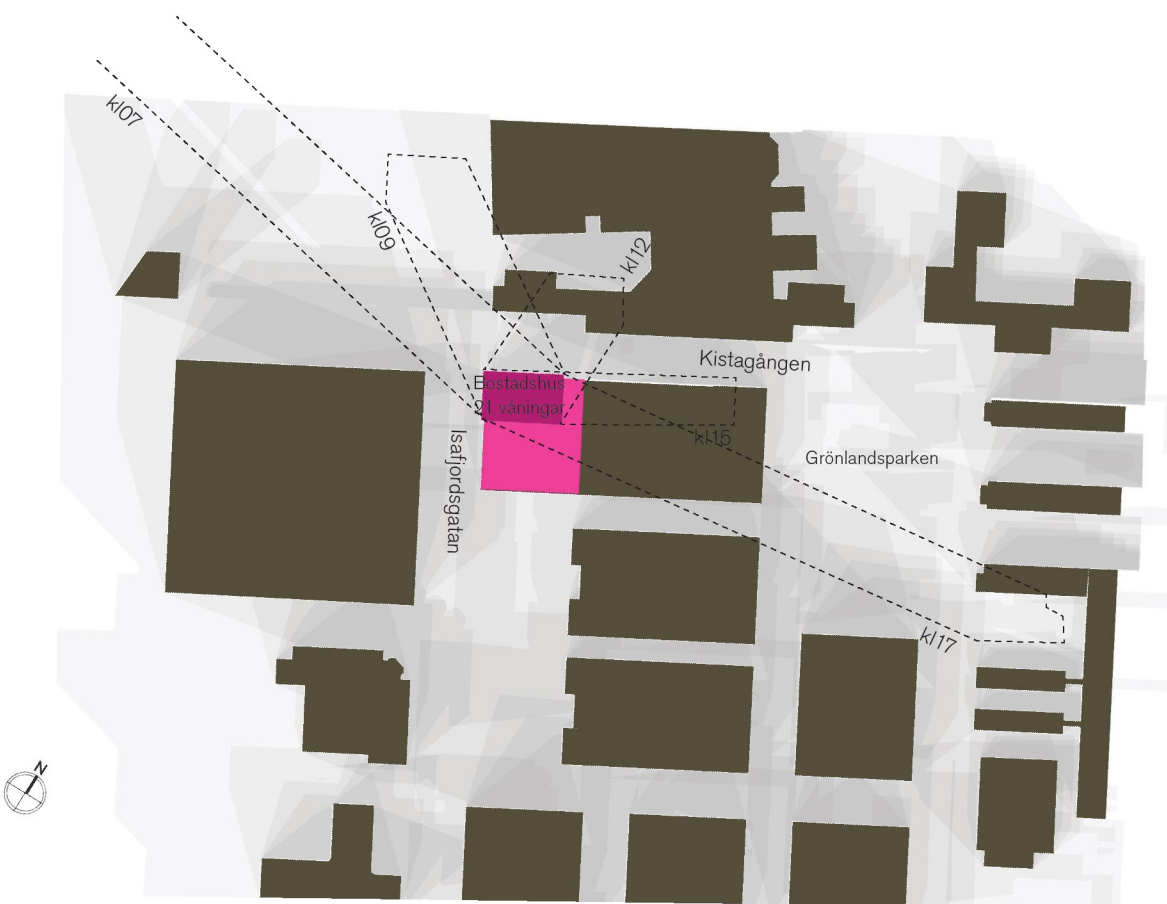 kl07
kl09
kl12
Kistagången
Bostadshus
21 våningar
kl15
Isafjordsgatan
Grönlandsparken
kl17
N